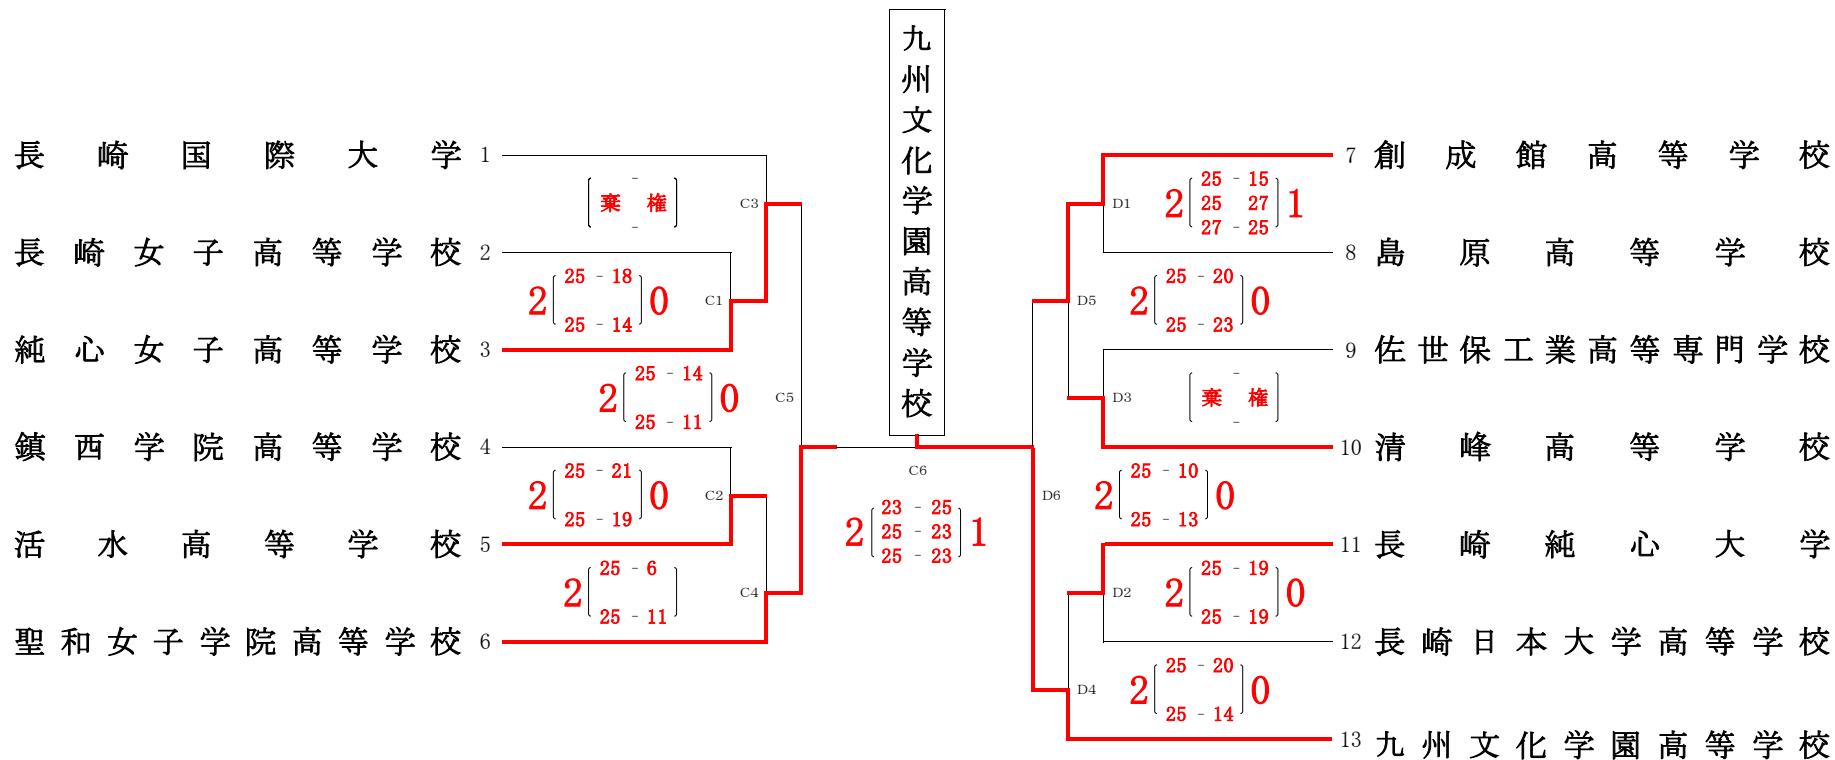 九州文化学園高等学校
長崎国際大学 1
-
棄権
-
C3
長崎女子高等学校 2
25 - 18
2 0
25 - 14
C1
純心女子高等学校 3
25 - 14
2 0
25 - 11
C5
鎮西学院高等学校 4
25 - 21
2 0
25 - 19
C2
活水高等学校 5
25 - 6
2
25 - 11
C4
聖和女子学院高等学校 6
C6
23 - 25
2 25 - 23 1
25 - 23
7 創成館高等学校
D1
25 - 15
2 25 27 1
27 - 25
8 島原高等学校
D5
25 - 20
2 0
25 - 23
9 佐世保工業高等専門学校
D3
-
棄権
-
10 清峰高等学校
D6
25 - 10
2 0
25 - 13
11 長崎純心大学
D2
25 - 19
2 0
25 - 19
12 長崎日本大学高等学校
D4
25 - 20
2 0
25 - 14
13 九州文化学園高等学校